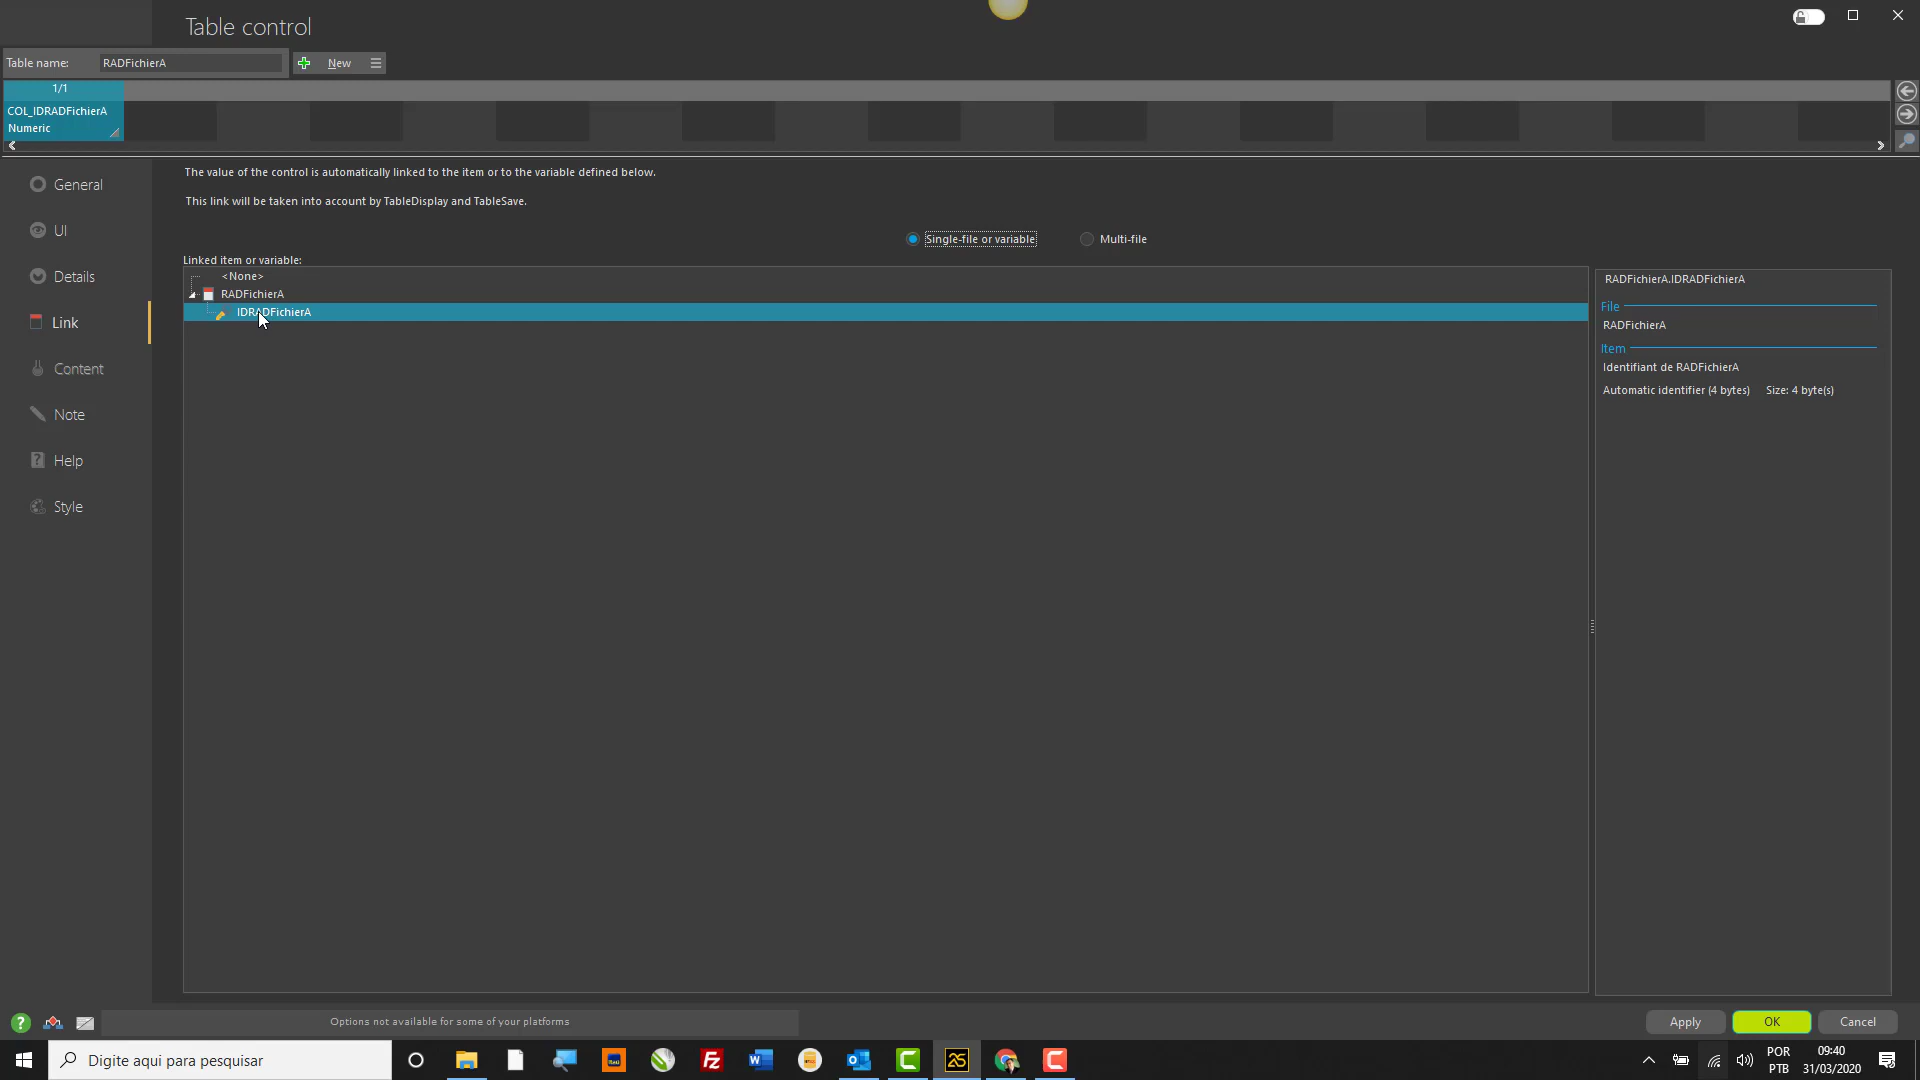 Table control
Table name: RADFichierA New
1/1
COL_IDRADFichierA
Numeric
General
UI
Details
Link
Content
Note
Help
Style
The value of the control is automatically linked to the item or to the variable defined below.
This link will be taken into account by TableDisplay and TableSave.
Single-file or variable Multi-file
Linked item or variable:
<None>
RADFichierA
IDRADFichierA
RADFichierA.IDRADFichierA
File
RADFichierA
Item
Identifiant de RADFichierA
Automatic identifier (4 bytes) Size: 4 byte(s)
Options not available for some of your platforms
Apply OK Cancel
Digite aqui para pesquisar
POR
PTB
09:40
31/03/2020